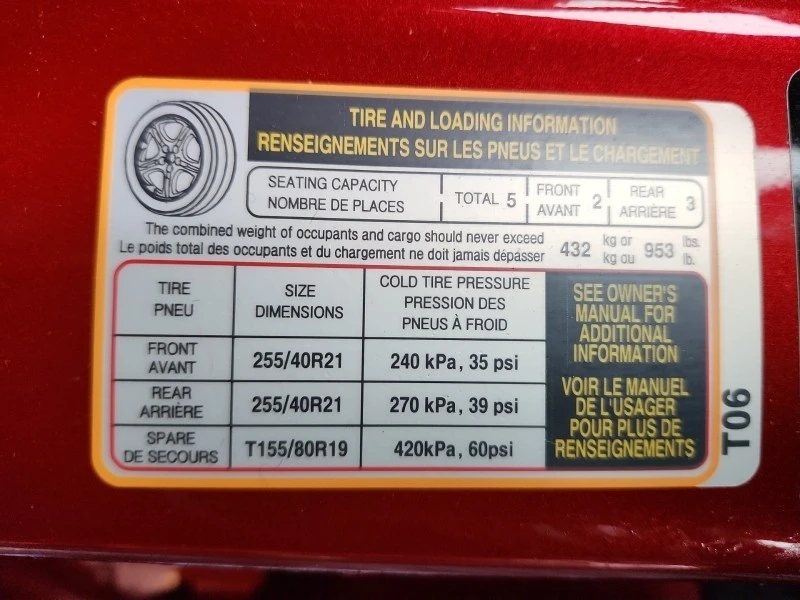 TIRE AND LOADING INFORMATION
RENSEIGNEMENTS SUR LES PNEUS ET LE CHARGEMENT
SEATING CAPACITY
NOMBRE DE PLACES
TOTAL 5
FRONT
AVANT 2
REAR
ARRIÈRE 3
The combined weight of occupants and cargo should never exceed
Le poids total des occupants et du chargement ne doit jamais dépasser
432 kg or
kg ou
953 lbs.
lb.
TIRE
PNEU
SIZE
DIMENSIONS
COLD TIRE PRESSURE
PRESSION DES
PNEUS À FROID
FRONT
AVANT
255/40R21
240 kPa, 35 psi
REAR
ARRIÈRE
255/40R21
270 kPa, 39 psi
SPARE
DE SECOURS
T155/80R19
420kPa, 60psi
SEE OWNER'S
MANUAL FOR
ADDITIONAL
INFORMATION
VOIR LE MANUEL
DE L'USAGER
POUR PLUS DE
RENSEIGNEMENTS
T06